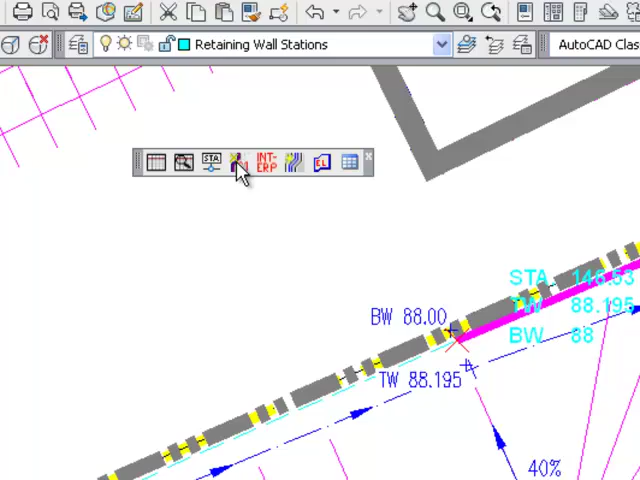 Retaining Wall Stations
AutoCAD Clas
STA
INT-
ERP
EL
STA 146.53
TW 88.195
BW 88
BW 88.00
TW 88.195
40%